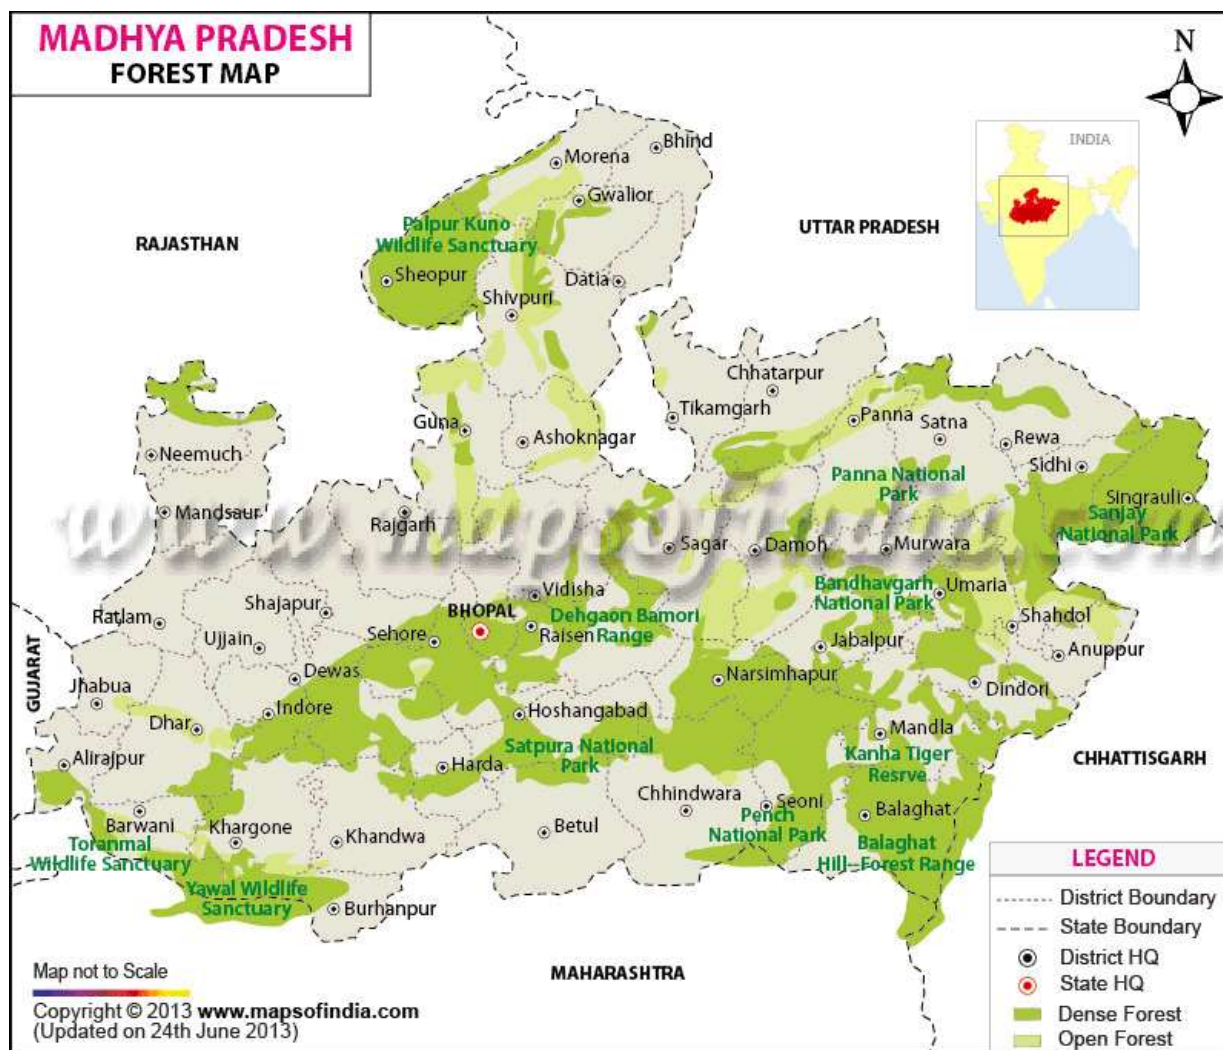 MADHYA PRADESH
FOREST MAP
N
INDIA
Bhind
Morena
Gwalior
RAJASTHAN
UTTAR PRADESH
Palpur Kuno
Wildlife Sanctuary
Sheopur
Datia
Shivpuri
Chhatarpur
Tikamgarh
Panna
Satna
Guna
Ashoknagar
Rewa
Neemuch
Sidhi
Panna National
Park
Singrauli
Mandsaur
Rajgarh
Sanjay
National Park
www.mapsofindia.com
Sagar
Damoh
Murwara
Vidisha
Bandhavgarh
National Park
Umaria
Shajapur
BHOPAL
Dehgaon Bamori
Range
Ratlam
Raisen
Shahdol
Ujjain
Sehore
Jabalpur
Anuppur
GUJARAT
Dewas
Narsimhapur
Dindori
Jhabua
Indore
Hoshangabad
Dhar
Mandla
Satpura National
Park
Kanha Tiger
Resrve
CHHATTISGARH
Alirajpur
Harda
Chhindwara
Seoni
Balaghat
Barwani
Khargone
Khandwa
Betul
Pench
National Park
Toranmal
Wildlife Sanctuary
Balaghat
Hill-Forest Range
Yawal Wildlife
Sanctuary
Burhanpur
MAHARASHTRA
LEGEND
District Boundary
State Boundary
District HQ
State HQ
Dense Forest
Open Forest
Map not to Scale
Copyright © 2013 www.mapsofindia.com
(Updated on 24th June 2013)